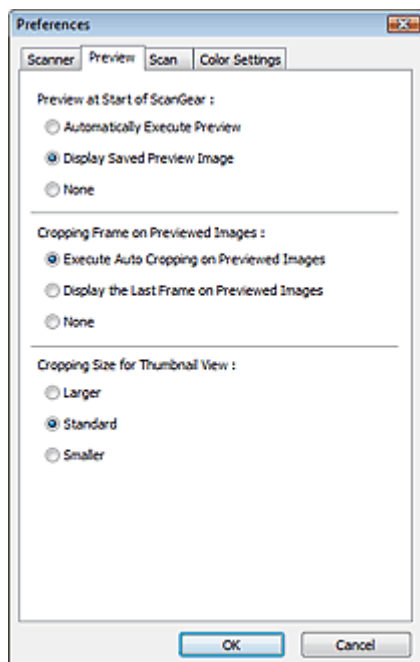 Preferences
Scanner Preview Scan Color Settings
Preview at Start of ScanGear :
Automatically Execute Preview
Display Saved Preview Image
None
Cropping Frame on Previewed Images :
Execute Auto Cropping on Previewed Images
Display the Last Frame on Previewed Images
None
Cropping Size for Thumbnail View :
Larger
Standard
Smaller
OK Cancel